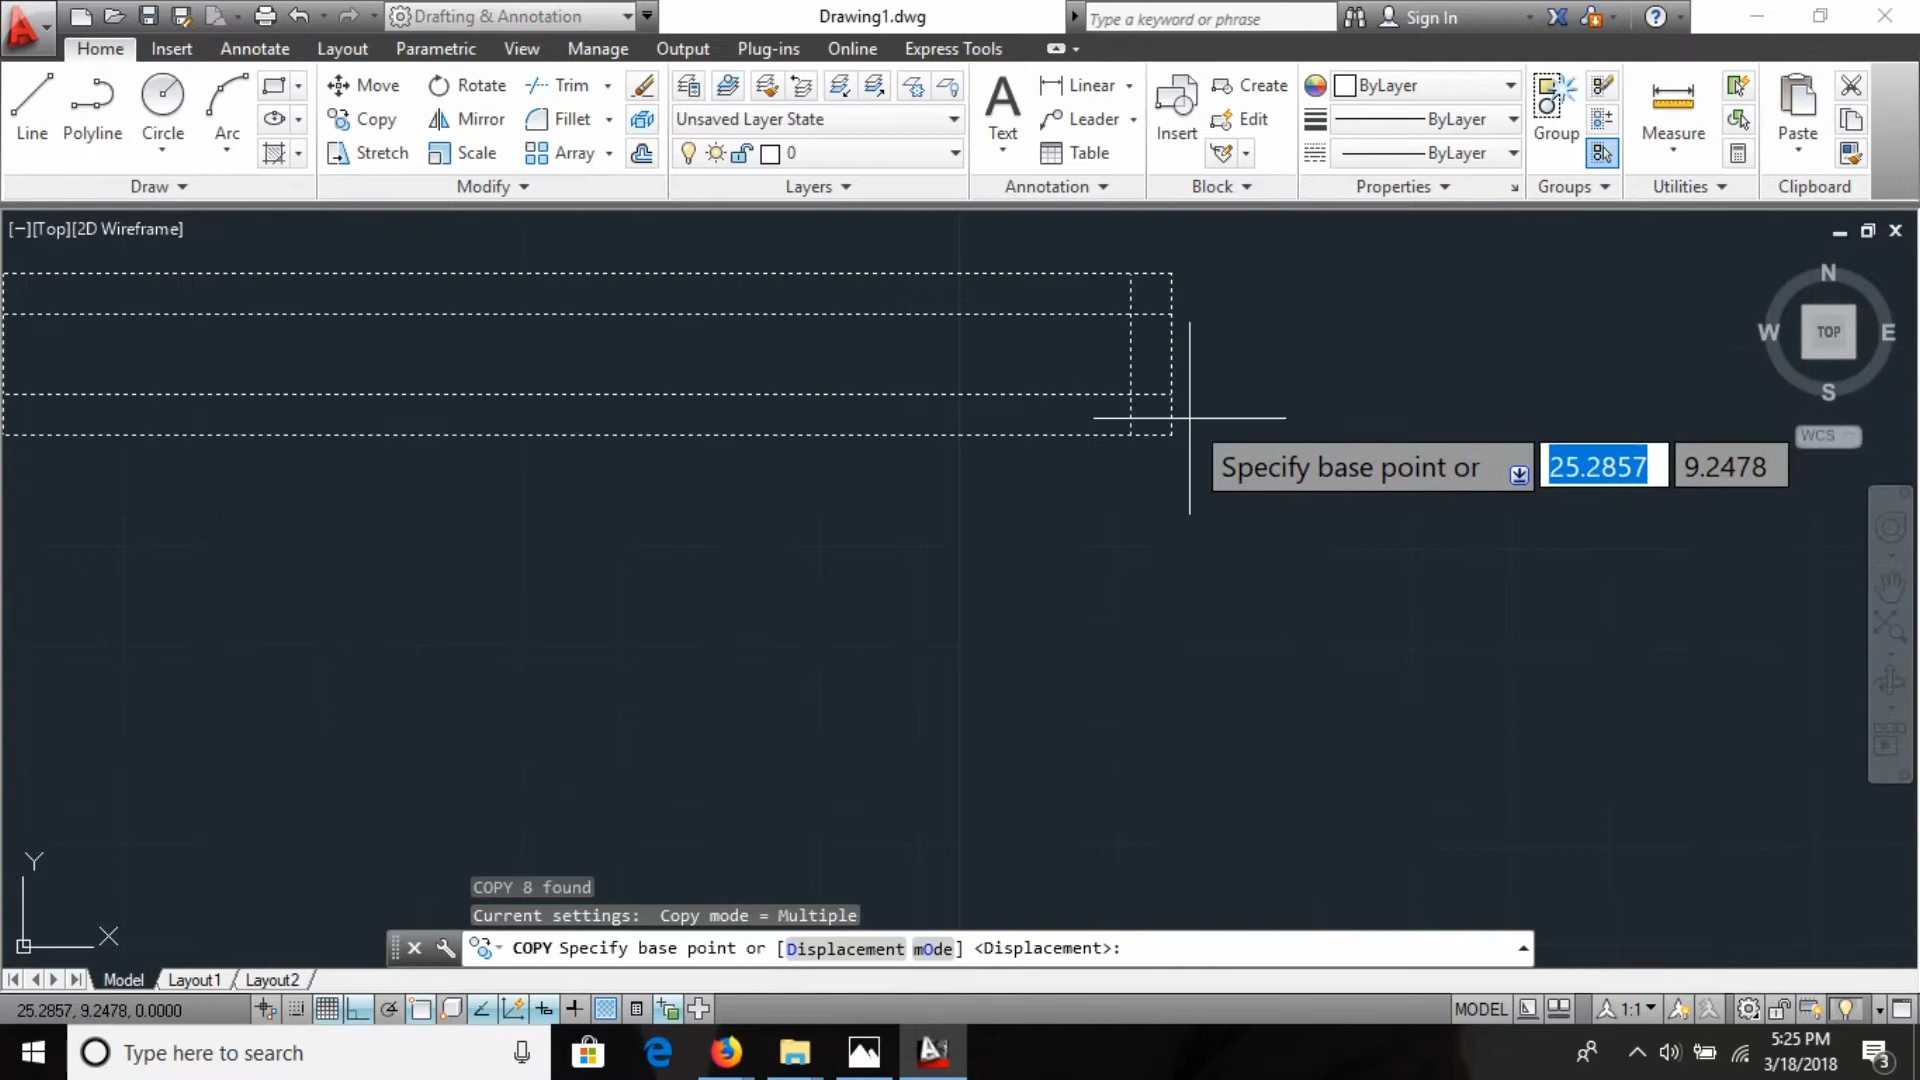 Drafting & Annotation
Drawing1.dwg
Type a keyword or phrase
Sign In
Home
Insert
Annotate
Layout
Parametric
View
Manage
Output
Plug-ins
Online
Express Tools
Line
Polyline
Circle
Arc
Draw
Move
Rotate
Trim
Copy
Mirror
Fillet
Stretch
Scale
Array
Modify
Unsaved Layer State
0
Layers
Text
Linear
Leader
Table
Annotation
Insert
Create
Edit
Block
ByLayer
ByLayer
ByLayer
Properties
Group
Groups
Measure
Utilities
Paste
Clipboard
[−][Top][2D Wireframe]
N
W
TOP
E
S
WCS
Specify base point or
25.2857
9.2478
Y
X
COPY 8 found
Current settings:  Copy mode = Multiple
COPY Specify base point or [Displacement mOde] <Displacement>:
Model
Layout1
Layout2
25.2857, 9.2478, 0.0000
MODEL
1:1
Type here to search
5:25 PM
3/18/2018
3